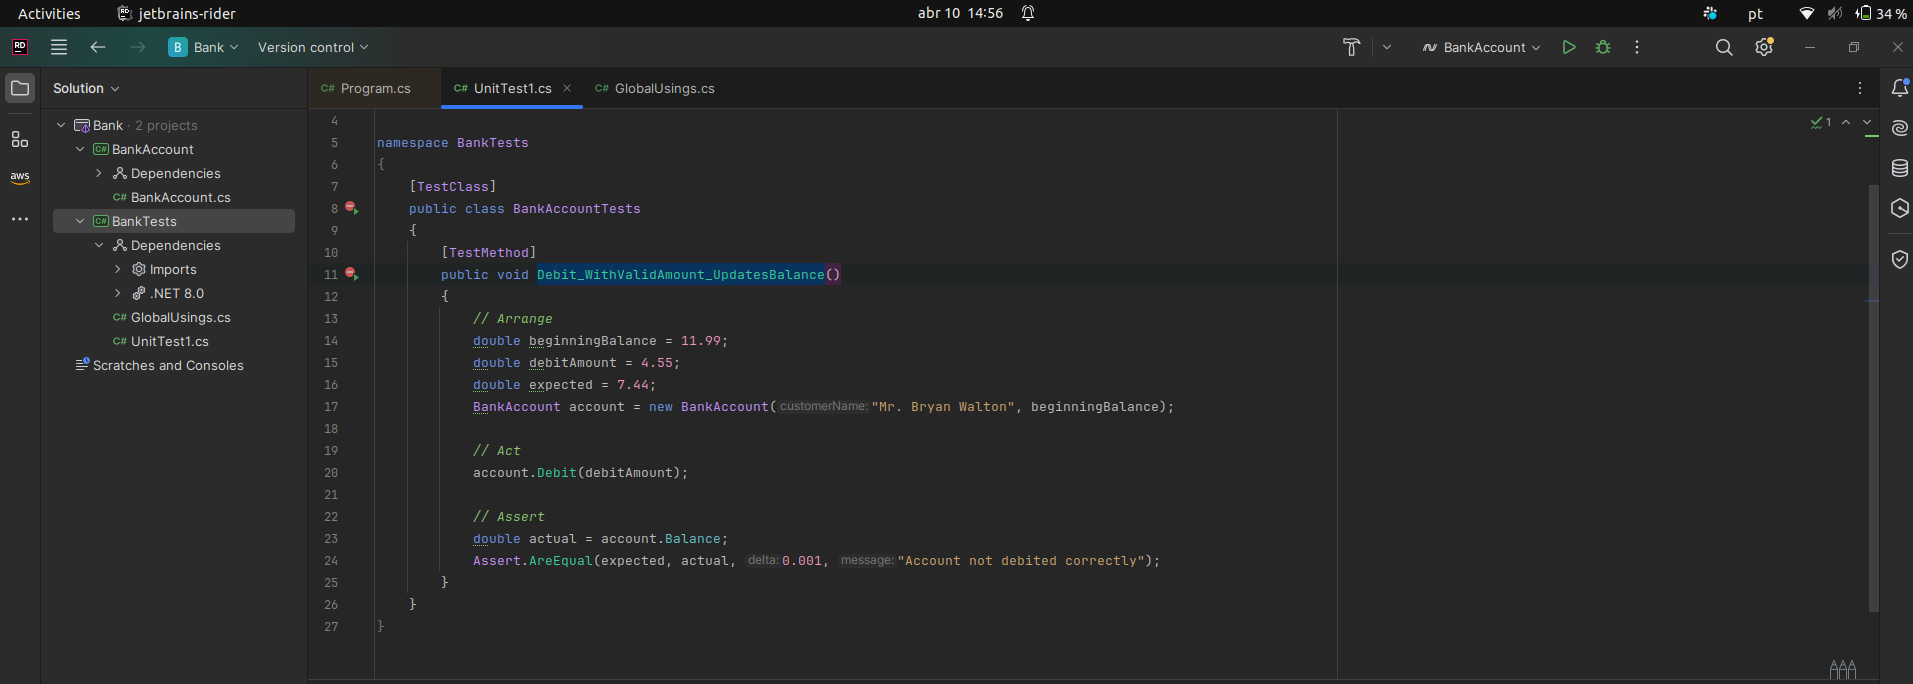 Activities jetbrains-rider abr 10 14:56 pt 34 %
RD B Bank Version control BankAccount
Solution C# Program.cs C# UnitTest1.cs C# GlobalUsings.cs
Bank · 2 projects
C# BankAccount
Dependencies
C# BankAccount.cs
C# BankTests
Dependencies
Imports
.NET 8.0
C# GlobalUsings.cs
C# UnitTest1.cs
Scratches and Consoles
aws
1
4
5 namespace BankTests
6 {
7 [TestClass]
8 public class BankAccountTests
9 {
10 [TestMethod]
11 public void Debit_WithValidAmount_UpdatesBalance()
12 {
13 // Arrange
14 double beginningBalance = 11.99;
15 double debitAmount = 4.55;
16 double expected = 7.44;
17 BankAccount account = new BankAccount( customerName: "Mr. Bryan Walton", beginningBalance);
18
19 // Act
20 account.Debit(debitAmount);
21
22 // Assert
23 double actual = account.Balance;
24 Assert.AreEqual(expected, actual, delta: 0.001, message: "Account not debited correctly");
25 }
26 }
27 }